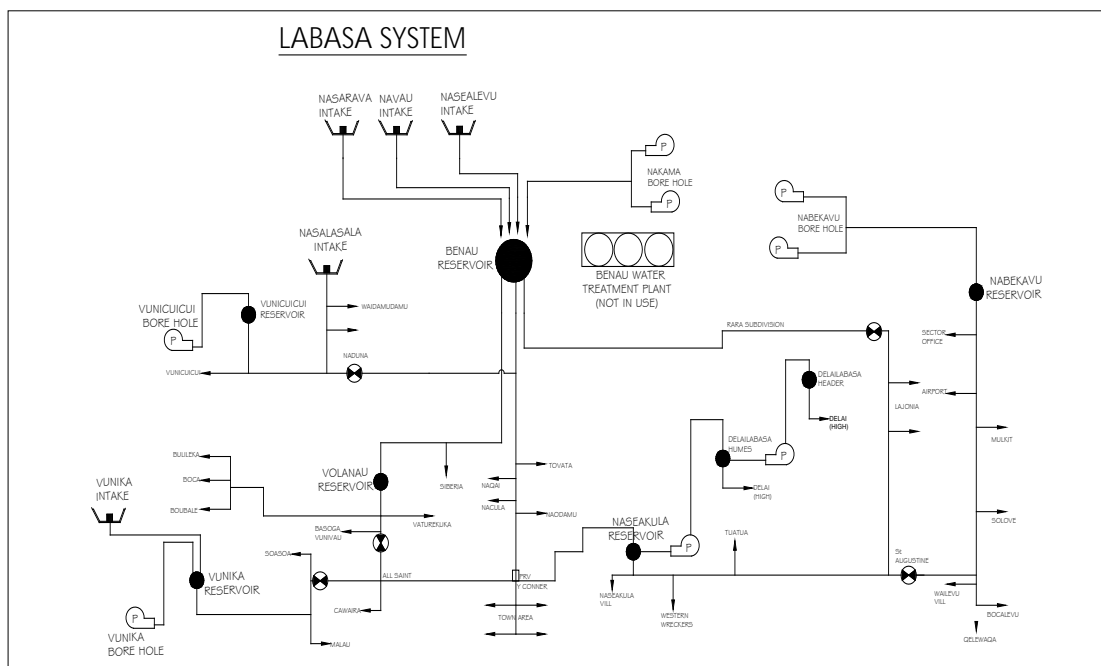 LABASA SYSTEM
NASARAVA
INTAKE
NAVAU
INTAKE
NASEALEVU
INTAKE
P
P
NAKAMA
BORE HOLE
P
P
NABEKAVU
BORE HOLE
NASALASALA
INTAKE
BENAU
RESERVOIR
BENAU WATER
TREATMENT PLANT
(NOT IN USE)
NABEKAVU
RESERVOIR
VUNICUICUI
BORE HOLE
P
VUNICUICUI
RESERVOIR
WAIDAMUDAMU
RARA SUBDIVISION
SECTOR
OFFICE
NADUNA
VUNICUICUI
DELAILABASA
HEADER
AIRPORT
LAJONIA
DELAI
(HIGH)
MULKIT
DELAILABASA
HUMES
P
BULILEKA
BOCA
BOUBALE
VOLANAU
RESERVOIR
SIBERIA
TOVATA
NAQAI
NACULA
NAODAMU
DELAI
(HIGH)
VUNIKA
INTAKE
VATUREKUKA
BASOGA
VUNIVAU
NASEAKULA
RESERVOIR
P
TUATUA
SOLOVE
SOASOA
VUNIKA
RESERVOIR
ALL SAINT
PRV
Y CONNER
St
AUGUSTINE
WAILEVU
VILL
BOCALEVU
QELEWAQA
CAWAIRA
TOWN AREA
NASEAKULA
VILL
WESTERN
WRECKERS
P
VUNIKA
BORE HOLE
MALAU